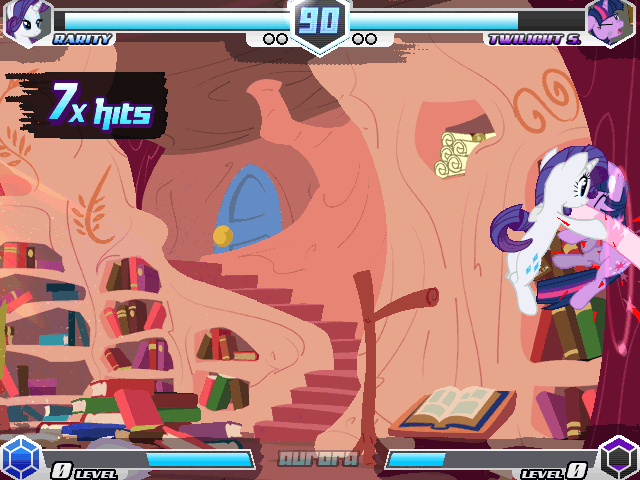 90
RARITY
TWILIGHT S.
7x hits
0 LEVEL
aurora
LEVEL 0